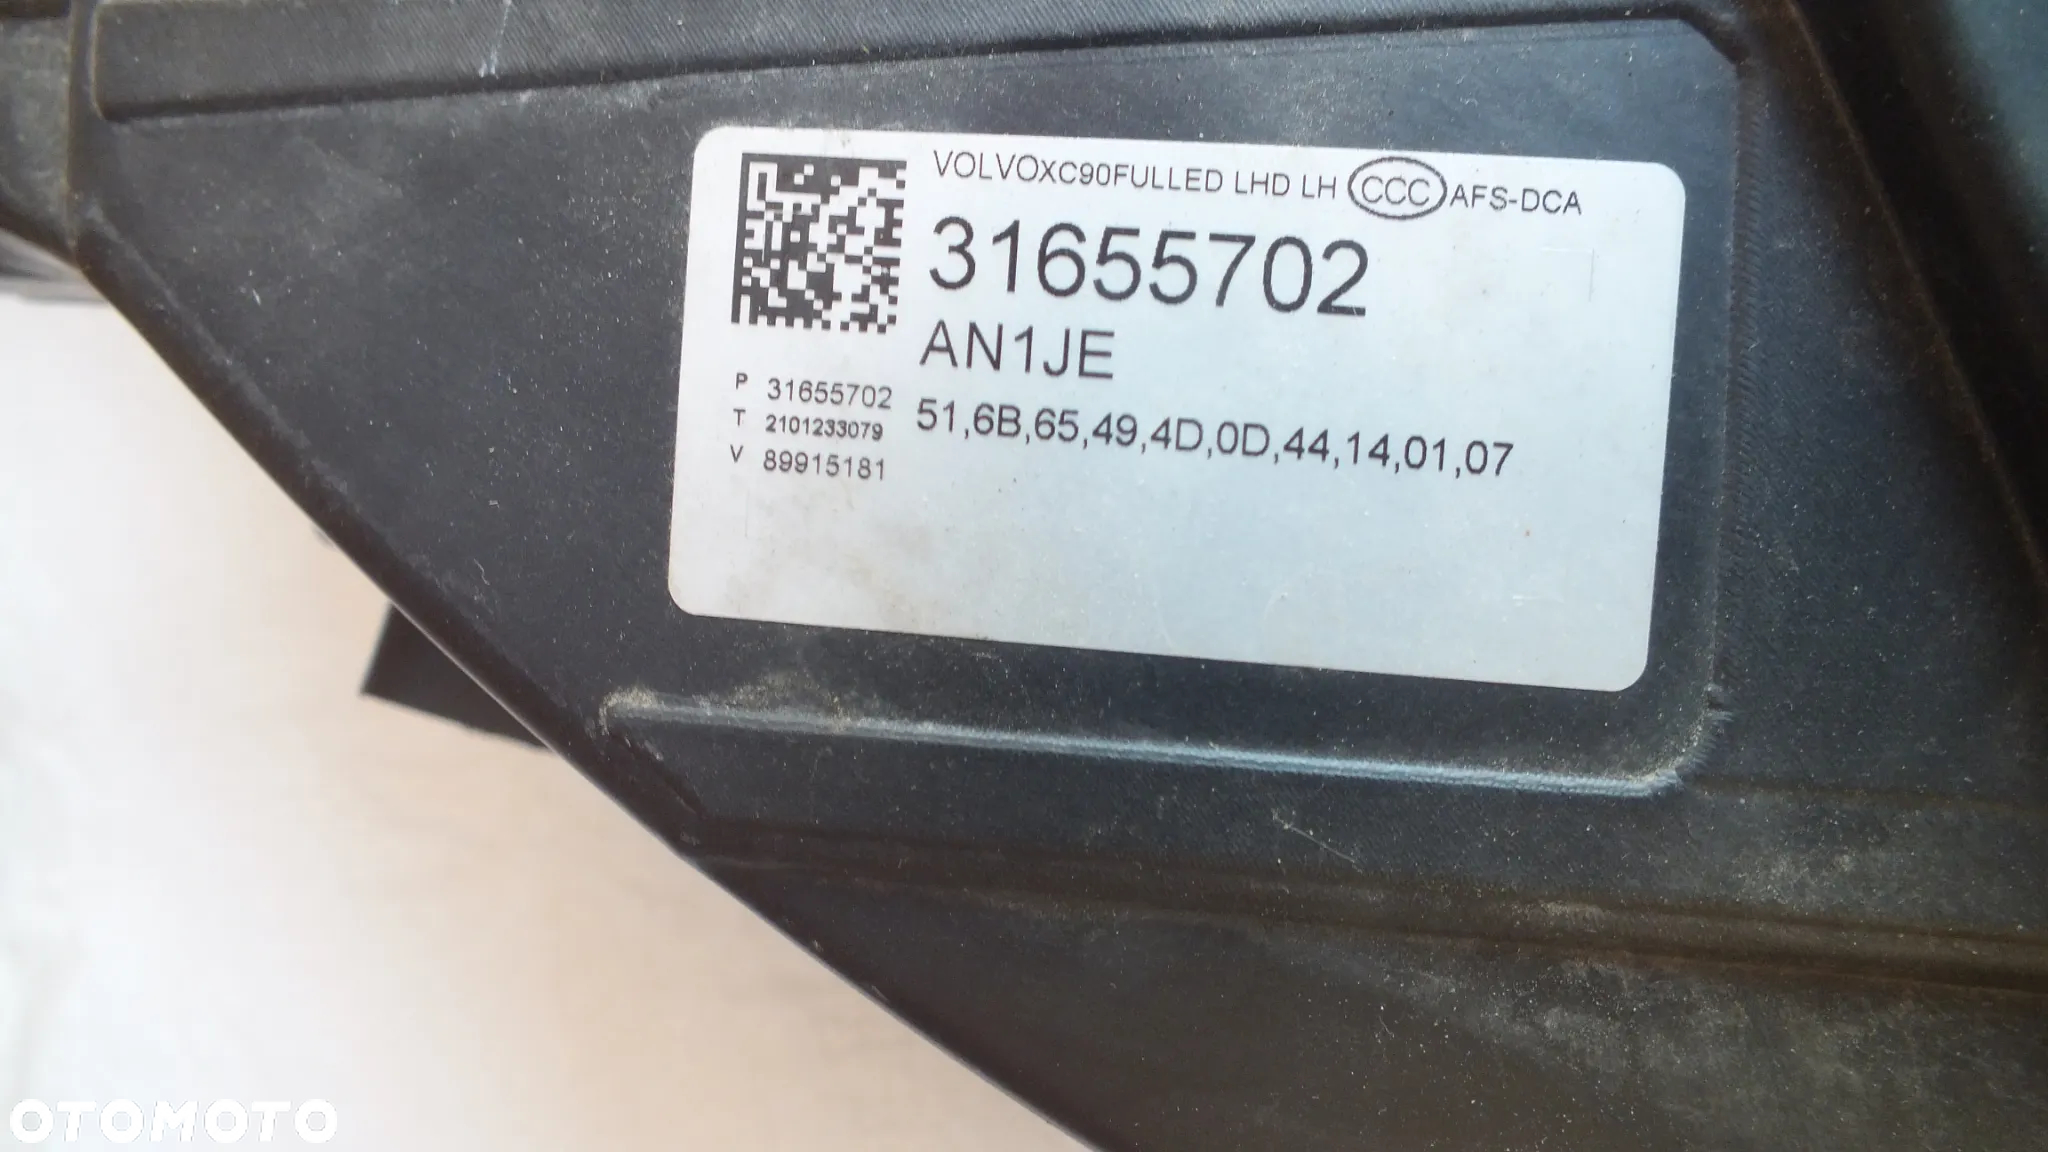 VOLVOXC90FULLED LHD LH CCC AFS-DCA
31655702
AN1JE
P 31655702
T 2101233079
V 89915181
51,6B,65,49,4D,0D,44,14,01,07
OTOMOTO